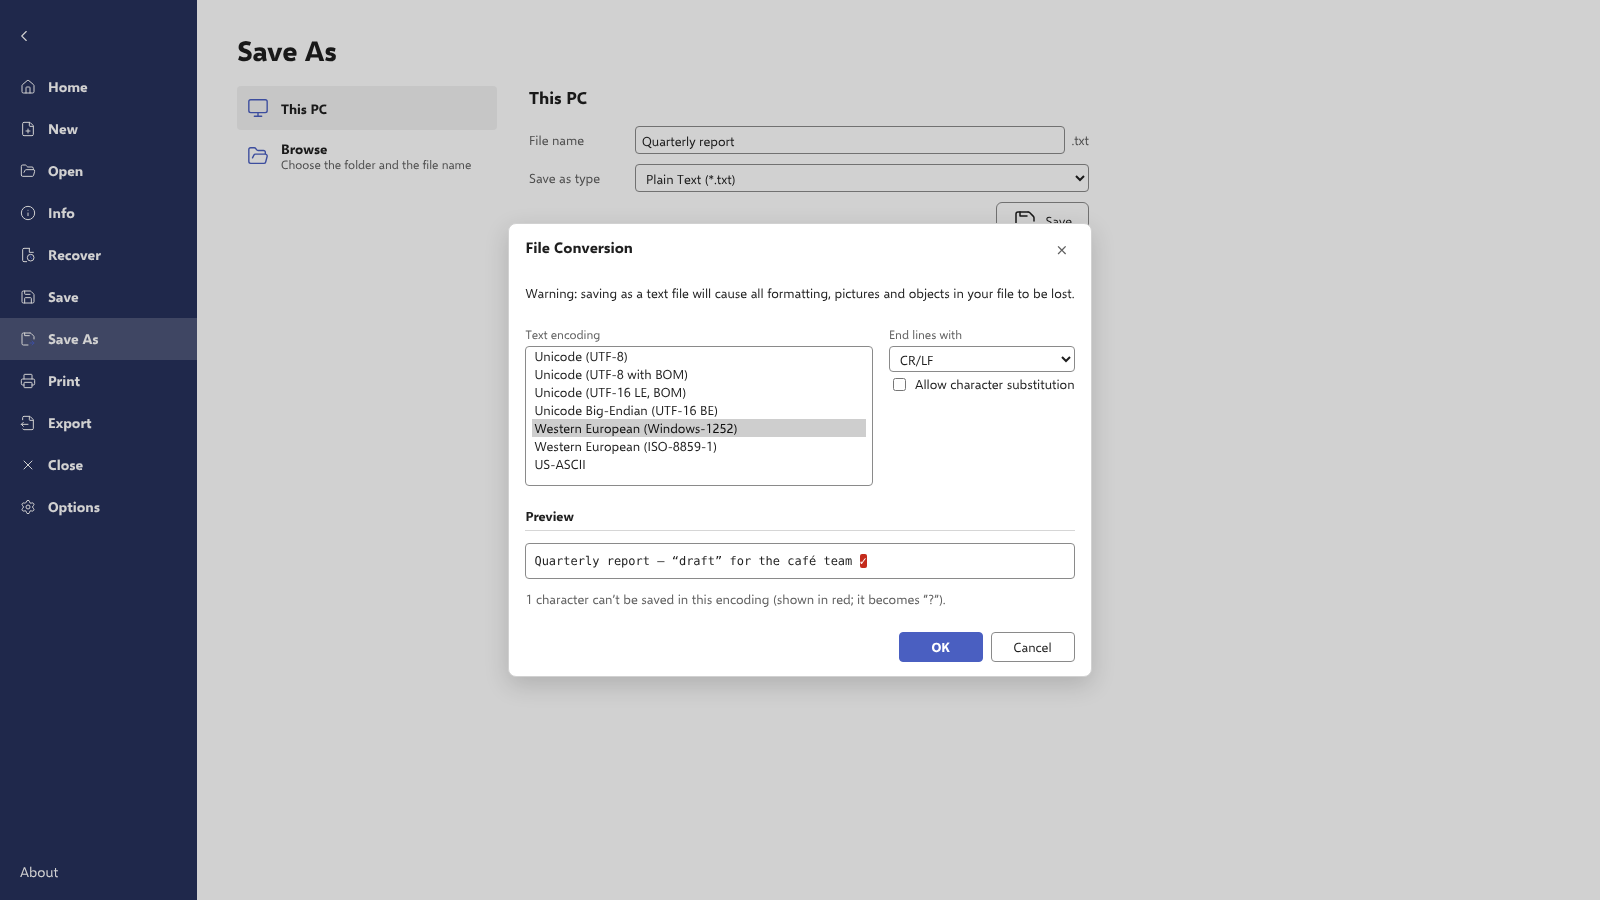 Home
New
Open
Info
Recover
Save
Save As
Print
Export
Close
Options
About
Save As
This PC
Browse
Choose the folder and the file name
This PC
File name
Quarterly report
.txt
Save as type
Plain Text (*.txt)
Save
File Conversion
Warning: saving as a text file will cause all formatting, pictures and objects in your file to be lost.
Text encoding
Unicode (UTF-8)
Unicode (UTF-8 with BOM)
Unicode (UTF-16 LE, BOM)
Unicode Big-Endian (UTF-16 BE)
Western European (Windows-1252)
Western European (ISO-8859-1)
US-ASCII
End lines with
CR/LF
Allow character substitution
Preview
Quarterly report — “draft” for the café team ✓
1 character can't be saved in this encoding (shown in red; it becomes "?").
OK
Cancel